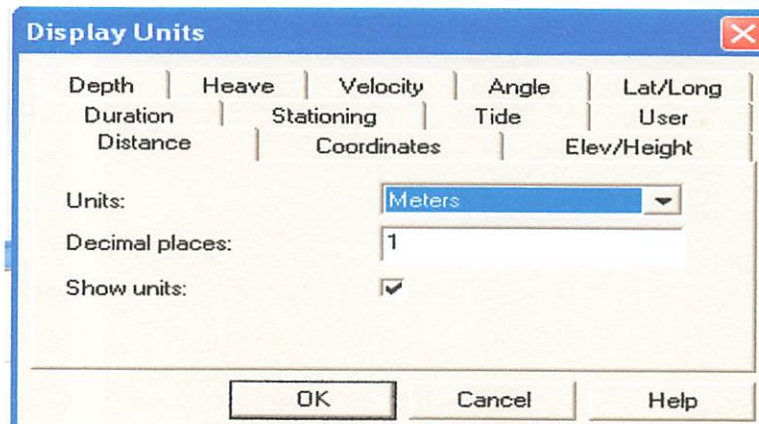 Display Units
Depth Heave Velocity Angle Lat/Long
Duration Stationing Tide User
Distance Coordinates Elev/Height
Units: Meters
Decimal places: 1
Show units:
OK Cancel Help